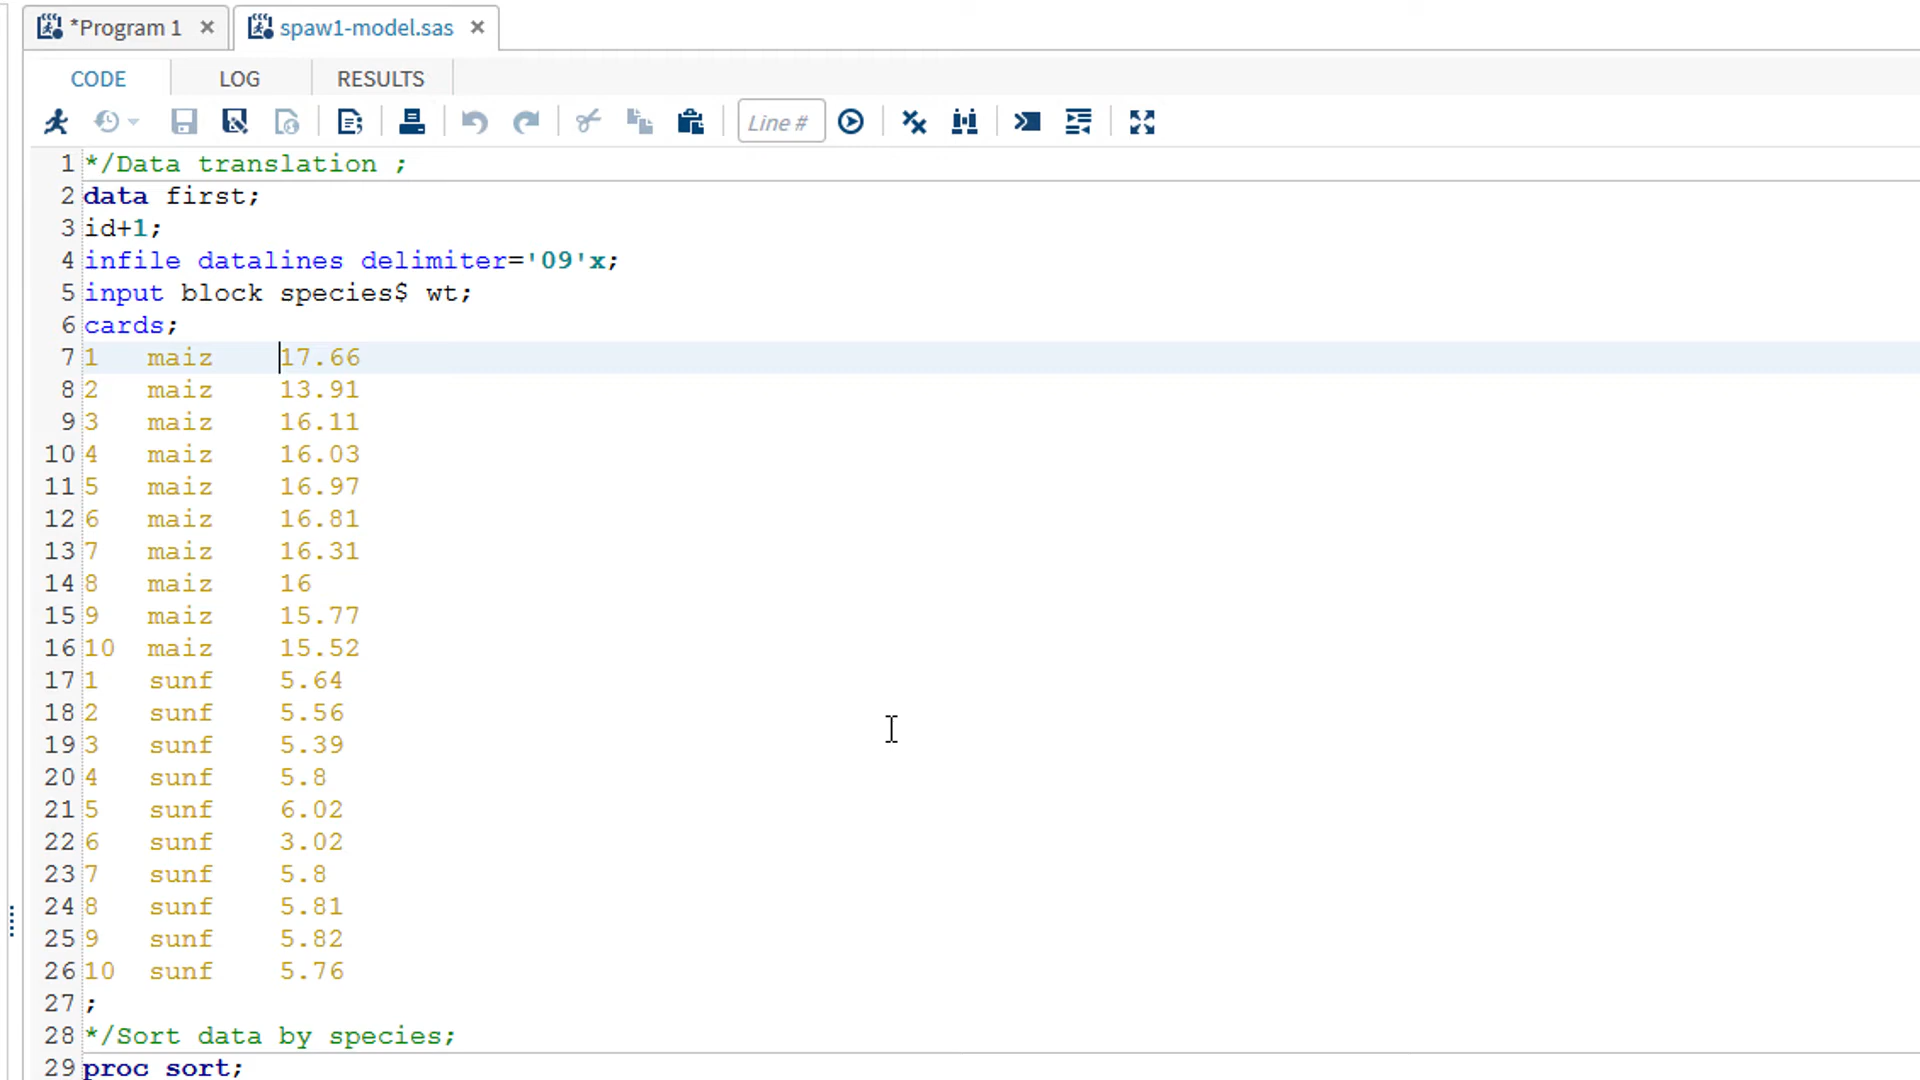 *Program 1 × spaw1-model.sas ×
CODE LOG RESULTS
Line #
1 */Data translation ;
2 data first;
3 id+1;
4 infile datalines delimiter='09'x;
5 input block species$ wt;
6 cards;
7 1 maiz 17.66
8 2 maiz 13.91
9 3 maiz 16.11
10 4 maiz 16.03
11 5 maiz 16.97
12 6 maiz 16.81
13 7 maiz 16.31
14 8 maiz 16
15 9 maiz 15.77
16 10 maiz 15.52
17 1 sunf 5.64
18 2 sunf 5.56
19 3 sunf 5.39
20 4 sunf 5.8
21 5 sunf 6.02
22 6 sunf 3.02
23 7 sunf 5.8
24 8 sunf 5.81
25 9 sunf 5.82
26 10 sunf 5.76
27 ;
28 */Sort data by species;
29 proc sort;